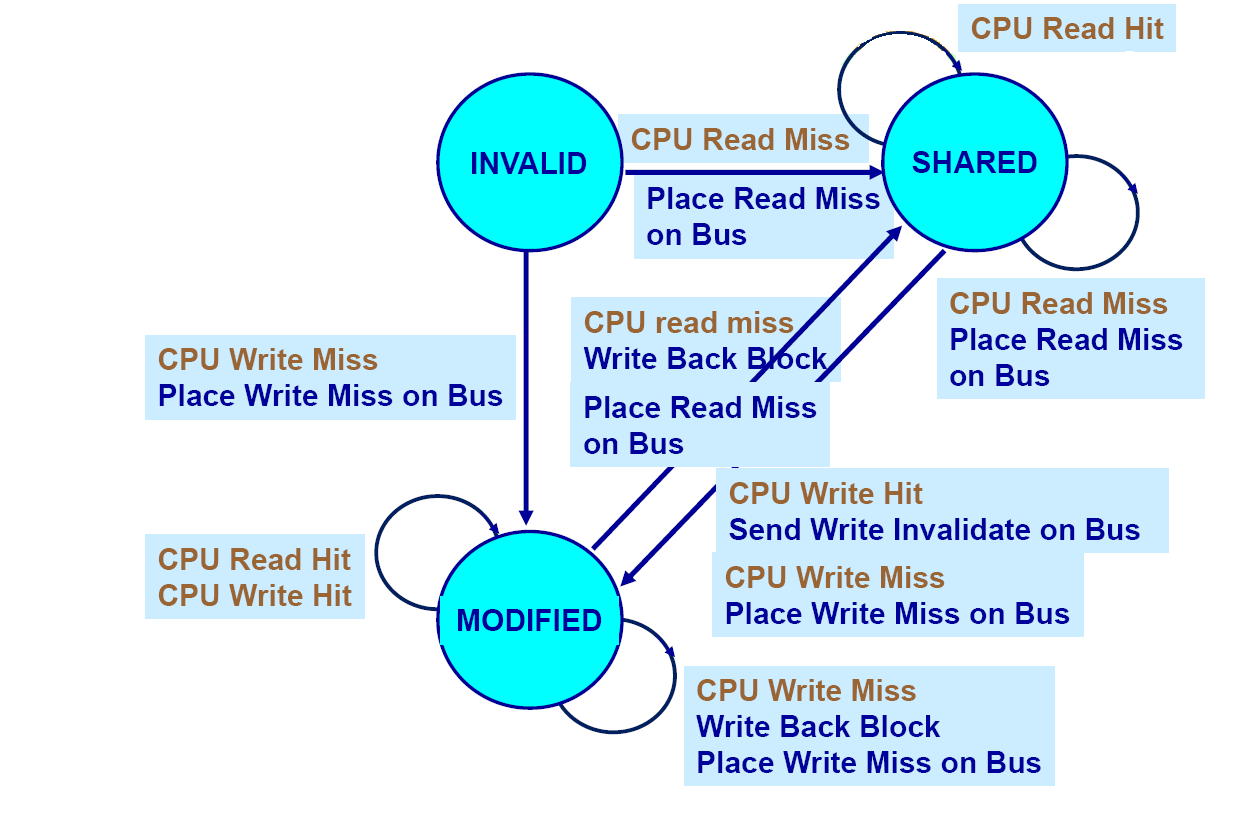 CPU Read Hit
INVALID
CPU Read Miss
SHARED
Place Read Miss
on Bus
CPU Read Miss
Place Read Miss
on Bus
CPU read miss
Write Back Block
Place Read Miss
on Bus
CPU Write Miss
Place Write Miss on Bus
CPU Write Hit
Send Write Invalidate on Bus
CPU Write Miss
Place Write Miss on Bus
CPU Read Hit
CPU Write Hit
MODIFIED
CPU Write Miss
Write Back Block
Place Write Miss on Bus